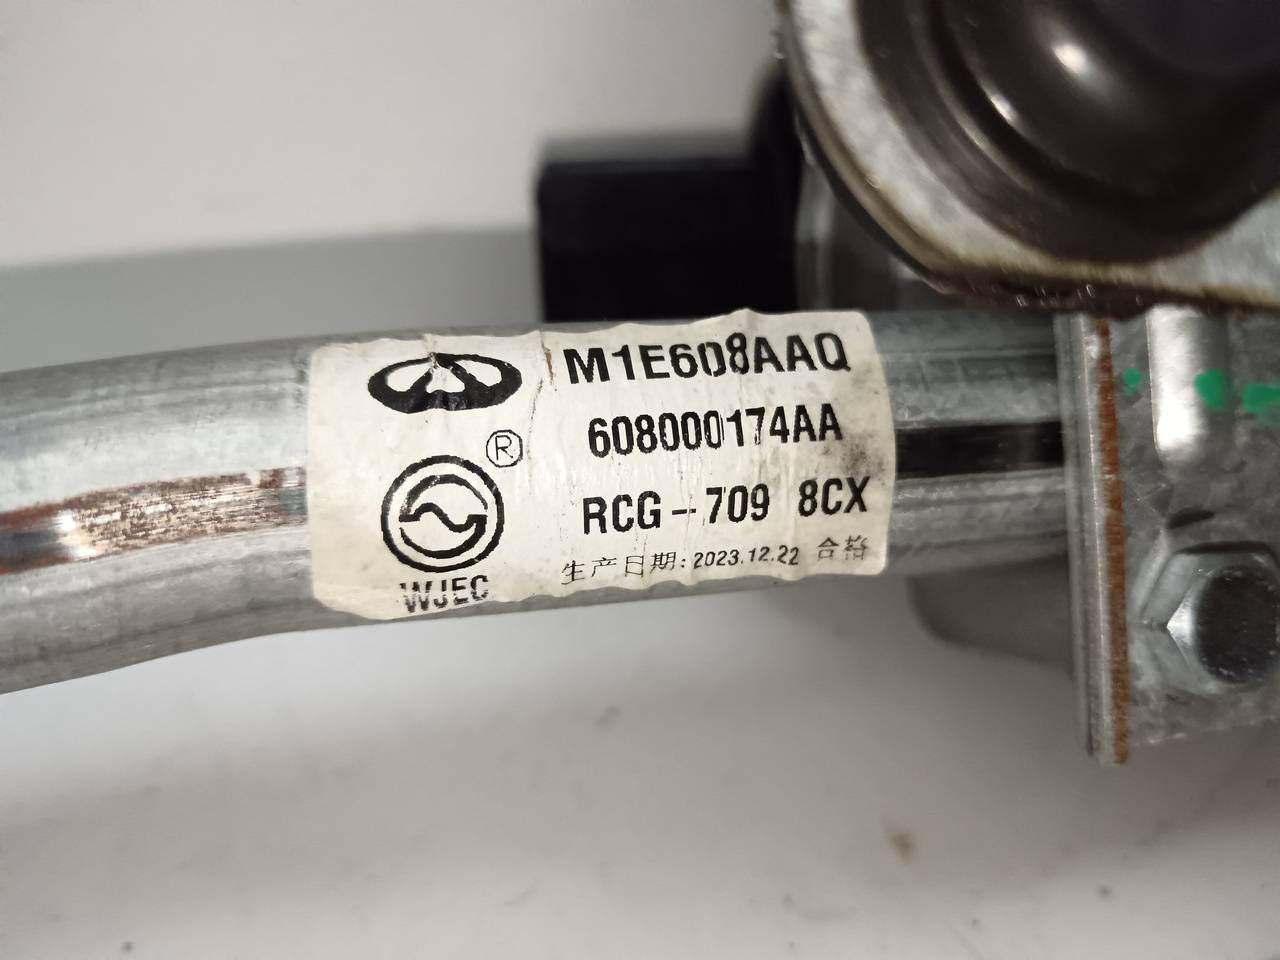 M1E608AAQ
608000174AA
®
RCG-709 8CX
生产日期:2023.12.22 合格
WJEC